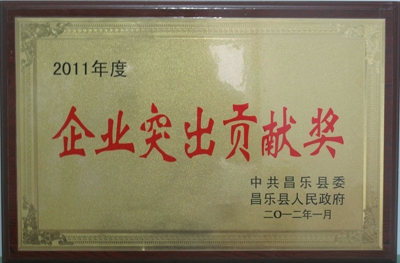 2011年度
企业突出贡献奖
中共昌乐县委
昌乐县人民政府
二〇一二年一月